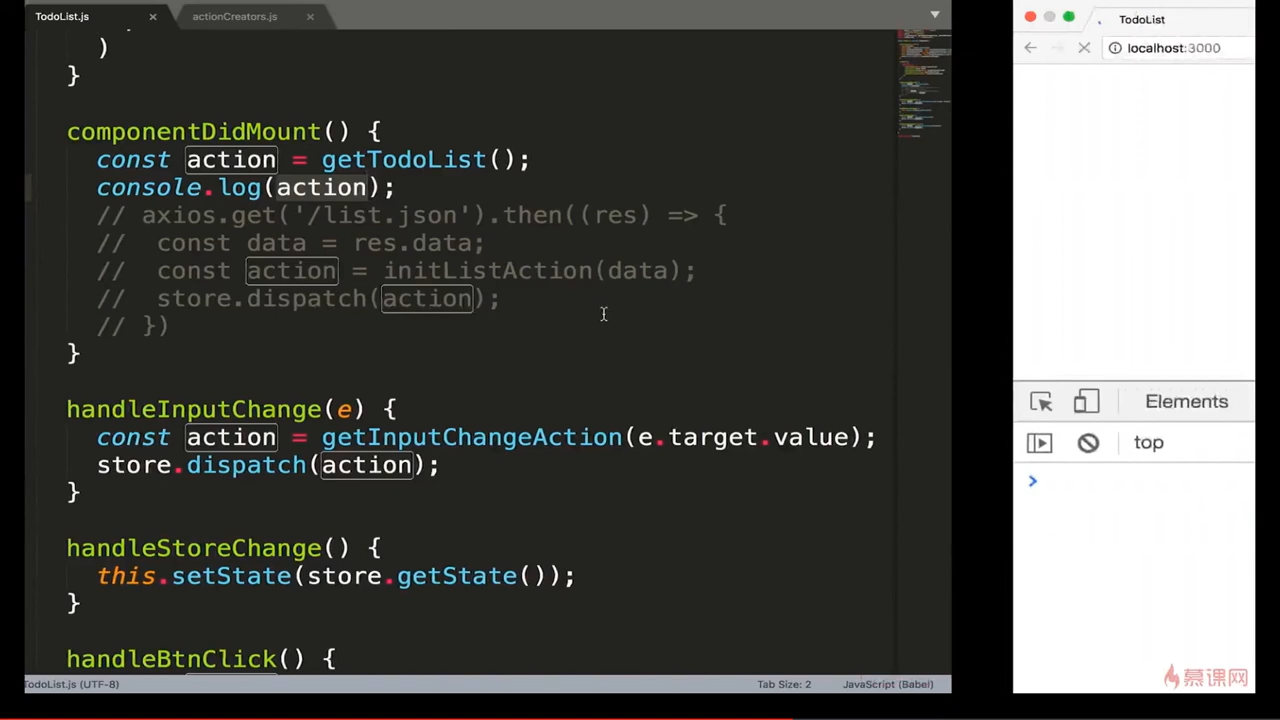 TodoList.js × actionCreators.js ×
)
}
componentDidMount() {
const action = getTodoList();
console.log(action);
// axios.get('/list.json').then((res) => {
//  const data = res.data;
//  const action = initListAction(data);
//  store.dispatch(action);
// })
}
handleInputChange(e) {
const action = getInputChangeAction(e.target.value);
store.dispatch(action);
}
handleStoreChange() {
this.setState(store.getState());
}
handleBtnClick() {
TodoList.js (UTF-8) Tab Size: 2 JavaScript (Babel)
TodoList
localhost:3000
Elements
top
>
慕课网